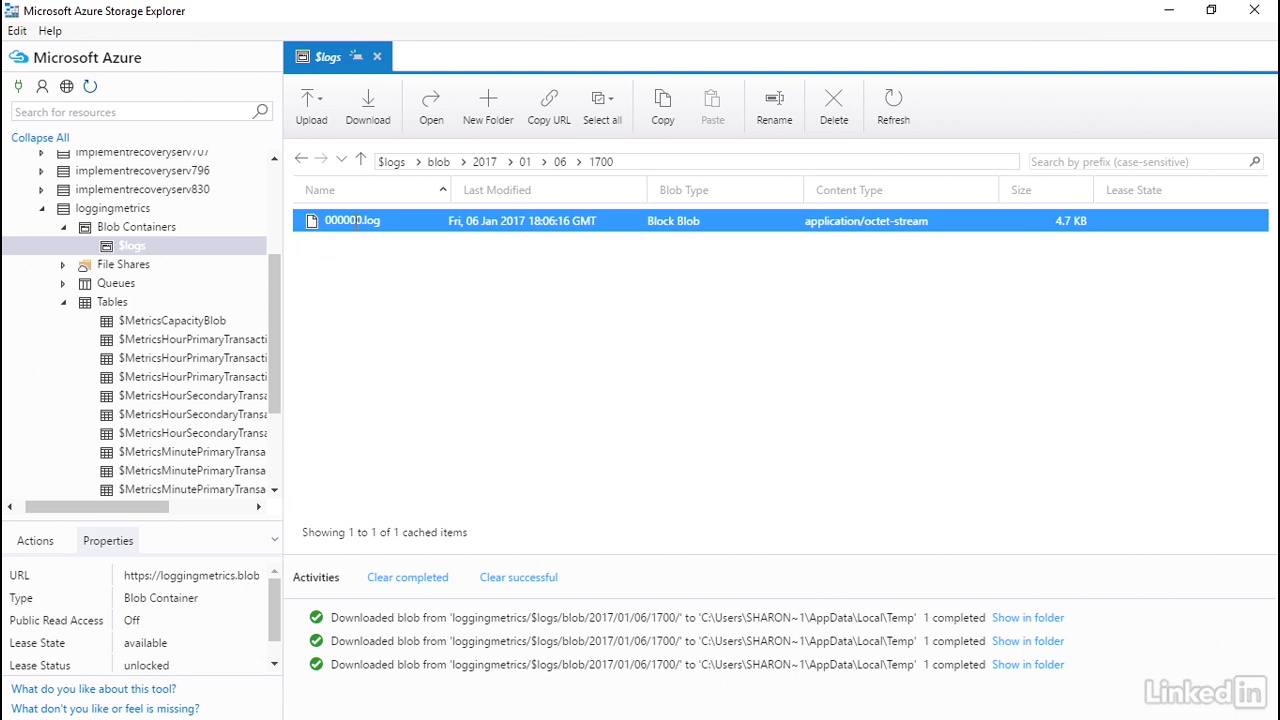 Microsoft Azure Storage Explorer
Edit Help
Microsoft Azure
Search for resources
Collapse All
implementrecoveryserv707
implementrecoveryserv796
implementrecoveryserv830
loggingmetrics
Blob Containers
$logs
File Shares
Queues
Tables
$MetricsCapacityBlob
$MetricsHourPrimaryTransacti
$MetricsHourPrimaryTransacti
$MetricsHourPrimaryTransacti
$MetricsHourSecondaryTransa
$MetricsHourSecondaryTransa
$MetricsHourSecondaryTransa
$MetricsMinutePrimaryTransa
$MetricsMinutePrimaryTransa
$MetricsMinutePrimaryTransa
Actions Properties
URL https://loggingmetrics.blob
Type Blob Container
Public Read Access Off
Lease State available
Lease Status unlocked
What do you like about this tool?
What don't you like or feel is missing?
$logs
Upload Download Open New Folder Copy URL Select all Copy Paste Rename Delete Refresh
$logs blob 2017 01 06 1700 Search by prefix (case-sensitive)
Name Last Modified Blob Type Content Type Size Lease State
000000.log Fri, 06 Jan 2017 18:06:16 GMT Block Blob application/octet-stream 4.7 KB
Showing 1 to 1 of 1 cached items
Activities Clear completed Clear successful
Downloaded blob from 'loggingmetrics/$logs/blob/2017/01/06/1700/' to 'C:\Users\SHARON~1\AppData\Local\Temp' 1 completed Show in folder
Downloaded blob from 'loggingmetrics/$logs/blob/2017/01/06/1700/' to 'C:\Users\SHARON~1\AppData\Local\Temp' 1 completed Show in folder
Downloaded blob from 'loggingmetrics/$logs/blob/2017/01/06/1700/' to 'C:\Users\SHARON~1\AppData\Local\Temp' 1 completed Show in folder
Linked in